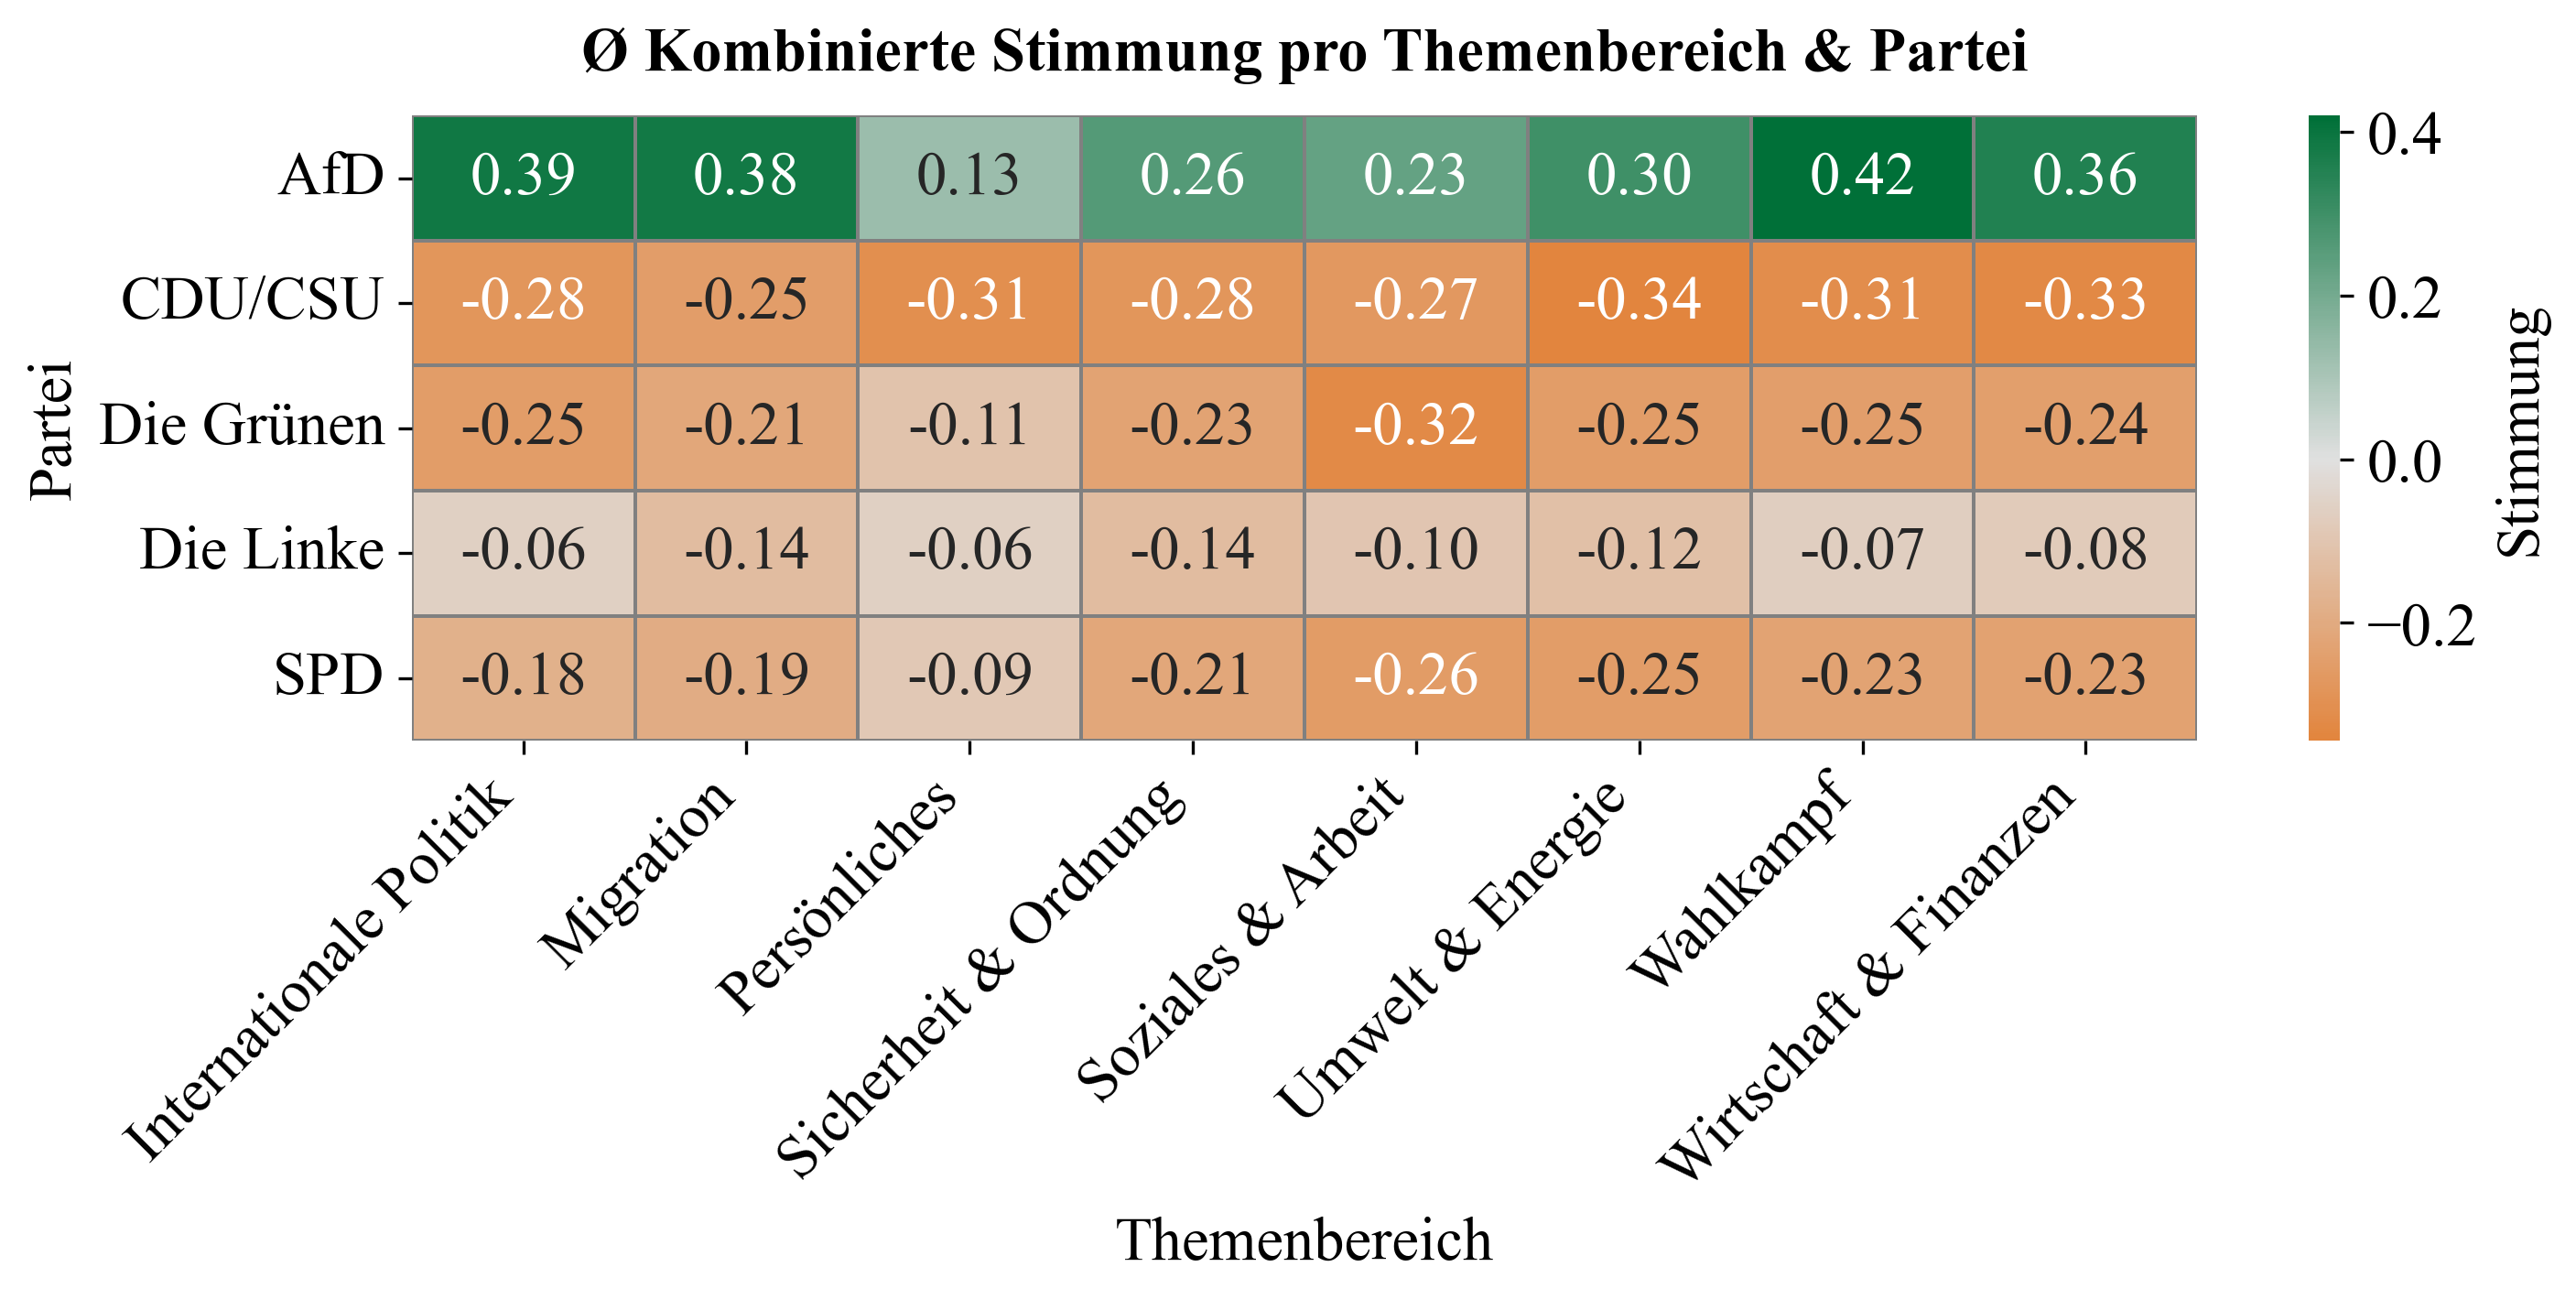 Ø Kombinierte Stimmung pro Themenbereich & Partei
Partei
AfD 0.39 0.38 0.13 0.26 0.23 0.30 0.42 0.36
CDU/CSU -0.28 -0.25 -0.31 -0.28 -0.27 -0.34 -0.31 -0.33
Die Grünen -0.25 -0.21 -0.11 -0.23 -0.32 -0.25 -0.25 -0.24
Die Linke -0.06 -0.14 -0.06 -0.14 -0.10 -0.12 -0.07 -0.08
SPD -0.18 -0.19 -0.09 -0.21 -0.26 -0.25 -0.23 -0.23
Internationale Politik
Migration
Persönliches
Sicherheit & Ordnung
Soziales & Arbeit
Umwelt & Energie
Wahlkampf
Wirtschaft & Finanzen
Themenbereich
0.4
0.2
0.0
−0.2
Stimmung